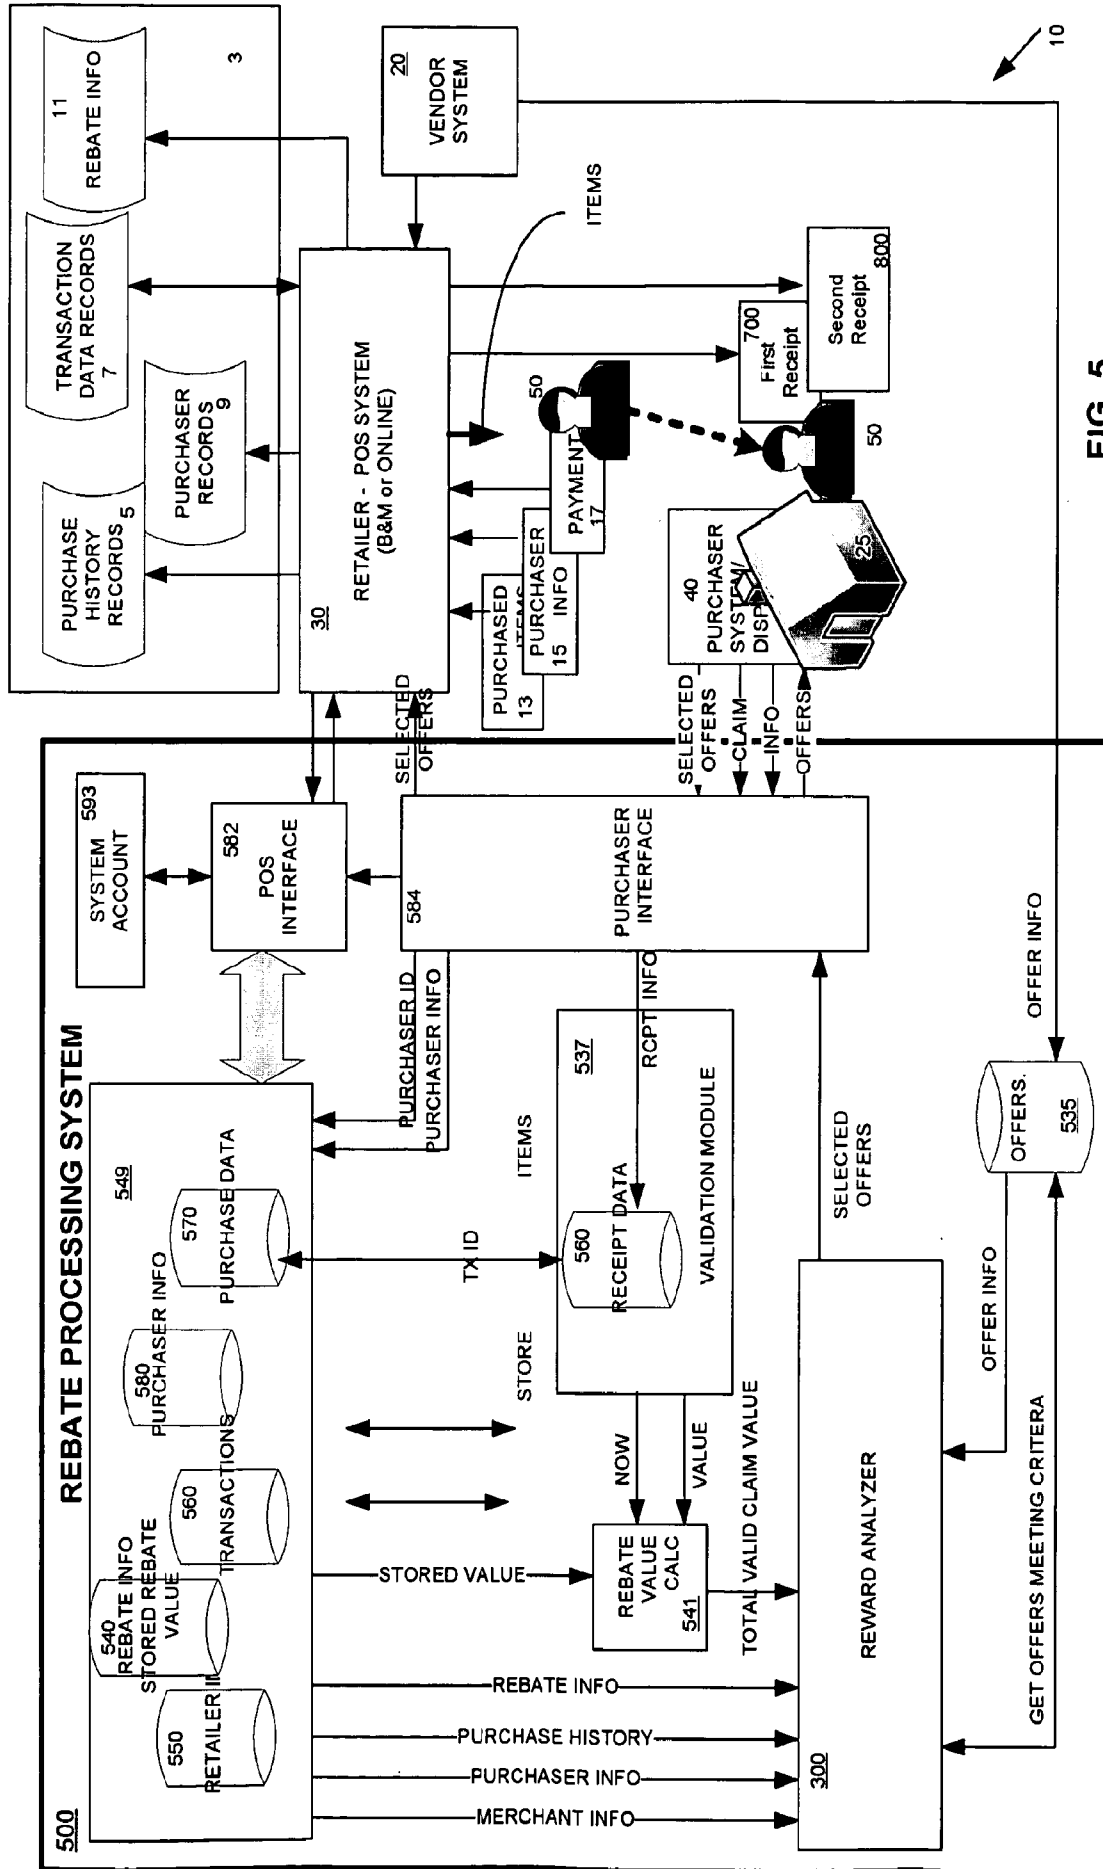 REBATE PROCESSING SYSTEM
500
549
550
RETAILER IN
540
REBATE INFO
STORED REBATE
VALUE
560
TRANSACTIONS
580
PURCHASER INFO
570
PURCHASE DATA
SYSTEM
ACCOUNT
593
582
POS
INTERFACE
PURCHASER ID
PURCHASER INFO
584
PURCHASER
INTERFACE
RCPT INFO
TX ID
STORE
ITEMS
537
560
RECEIPT DATA
VALIDATION MODULE
NOW
VALUE
STORED VALUE
REBATE
VALUE
CALC
541
TOTAL VALID CLAIM VALUE
REBATE INFO
PURCHASE HISTORY
PURCHASER INFO
MERCHANT INFO
300
REWARD ANALYZER
SELECTED
OFFERS
OFFER INFO
GET OFFERS MEETING CRITERA
OFFERS.
535
OFFER INFO
3
PURCHASE
HISTORY
RECORDS
5
PURCHASER
RECORDS
9
TRANSACTION
DATA RECORDS
7
11
REBATE INFO
30
RETAILER - POS SYSTEM
(B&M or ONLINE)
20
VENDOR
SYSTEM
SELECTED
OFFERS
ITEMS
PURCHASED
ITEMS
13
PURCHASER
15 INFO
PAYMENT
17
50
700
First
Receipt
Second
Receipt
800
50
SELECTED
OFFERS
CLAIM
INFO
OFFERS
40
PURCHASER
SYSTEM/
DISP
25
10
FIG. 5